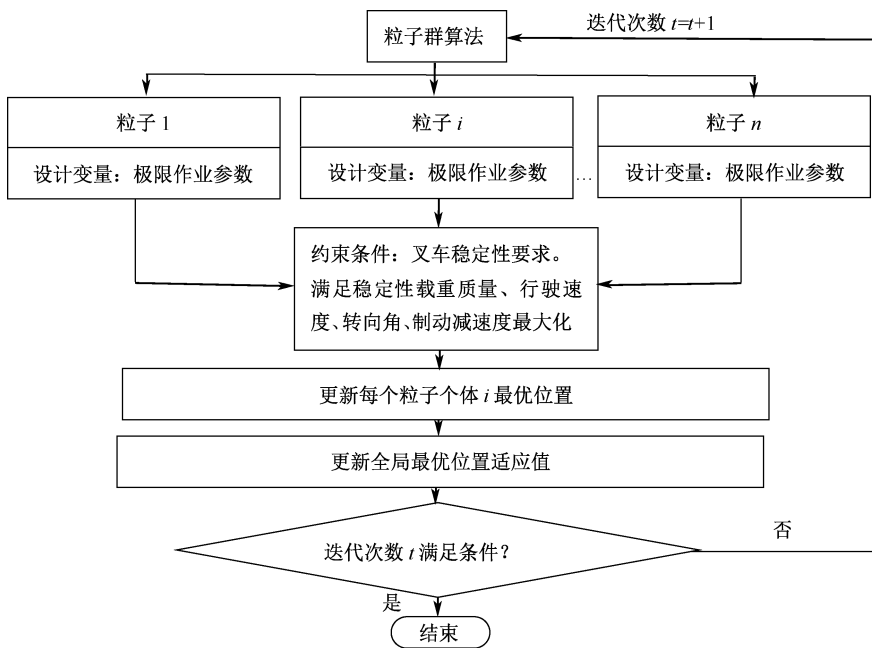 粒子群算法
迭代次数 t=t+1
粒子 1
粒子 i
粒子 n
设计变量：极限作业参数
设计变量：极限作业参数
…
设计变量：极限作业参数
约束条件：叉车稳定性要求。
满足稳定性载重质量、行驶速
度、转向角、制动减速度最大化
更新每个粒子个体 i 最优位置
更新全局最优位置适应值
迭代次数 t 满足条件？
否
是
结束